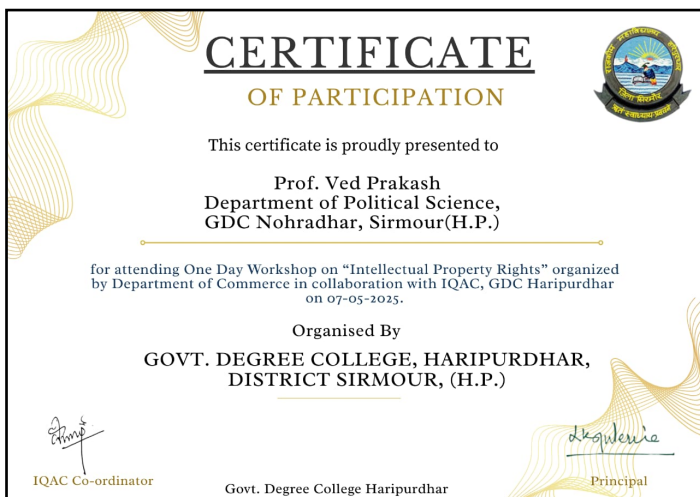 CERTIFICATE
OF PARTICIPATION
This certificate is proudly presented to
Prof. Ved Prakash
Department of Political Science,
GDC Nohradhar, Sirmour(H.P.)
for attending One Day Workshop on “Intellectual Property Rights” organized
by Department of Commerce in collaboration with IQAC, GDC Haripurdhar
on 07-05-2025.
Organised By
GOVT. DEGREE COLLEGE, HARIPURDHAR,
DISTRICT SIRMOUR, (H.P.)
IQAC Co-ordinator
Govt. Degree College Haripurdhar
Principal